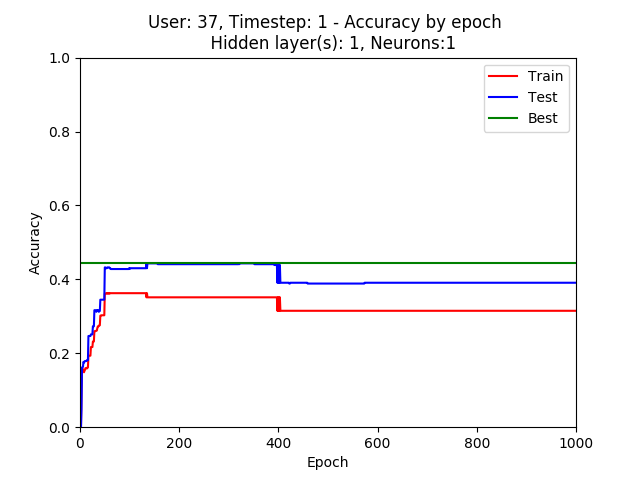 User: 37, Timestep: 1 - Accuracy by epoch
Hidden layer(s): 1, Neurons:1
Train
Test
Best
1.0
0.8
0.6
0.4
0.2
0.0
Accuracy
0 200 400 600 800 1000
Epoch